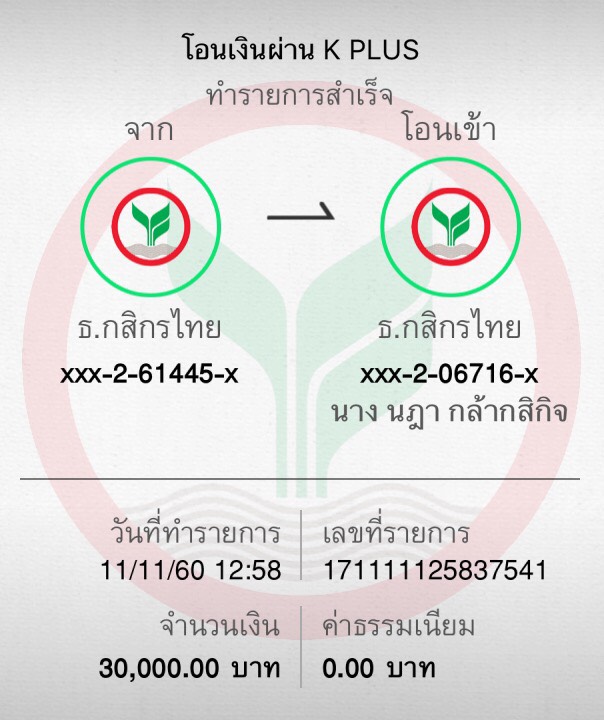 โอนเงินผ่าน K PLUS
ทำรายการสำเร็จ
จาก
โอนเข้า
ธ.กสิกรไทย
ธ.กสิกรไทย
xxx-2-61445-x
xxx-2-06716-x
นาง นฎา กล้ากสิกิจ
วันที่ทำรายการ
เลขที่รายการ
11/11/60 12:58
171111125837541
จำนวนเงิน
ค่าธรรมเนียม
30,000.00 บาท
0.00 บาท